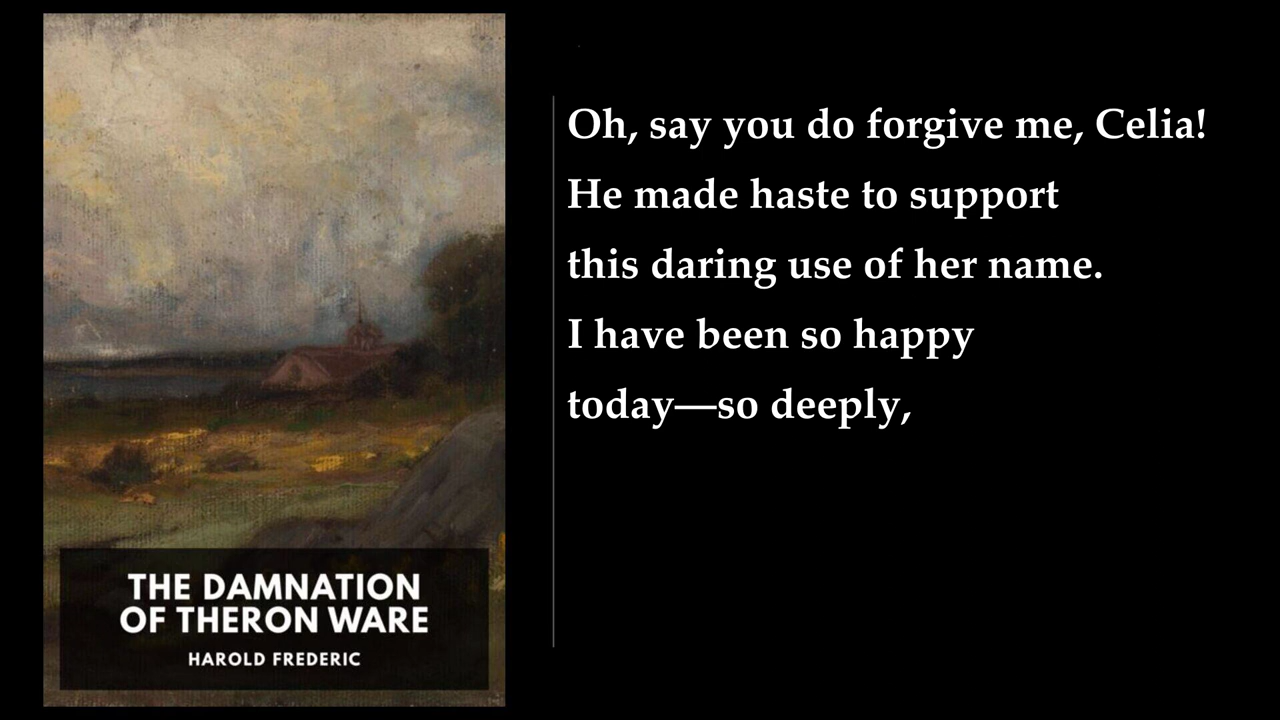 Oh, say you do forgive me, Celia!
He made haste to support
this daring use of her name.
I have been so happy
today—so deeply,
THE DAMNATION
OF THERON WARE
HAROLD FREDERIC